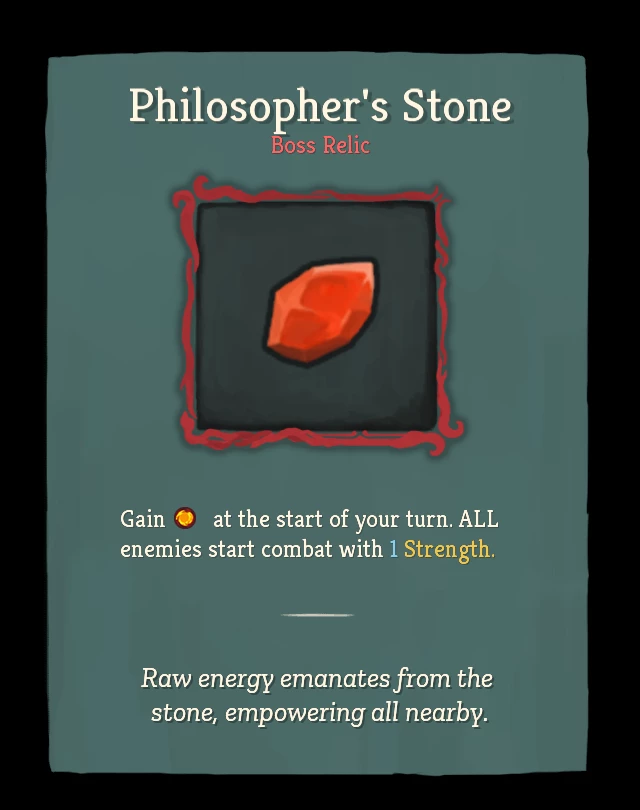 Philosopher's Stone
Boss Relic
Gain at the start of your turn. ALL
enemies start combat with 1 Strength.
Raw energy emanates from the
stone, empowering all nearby.